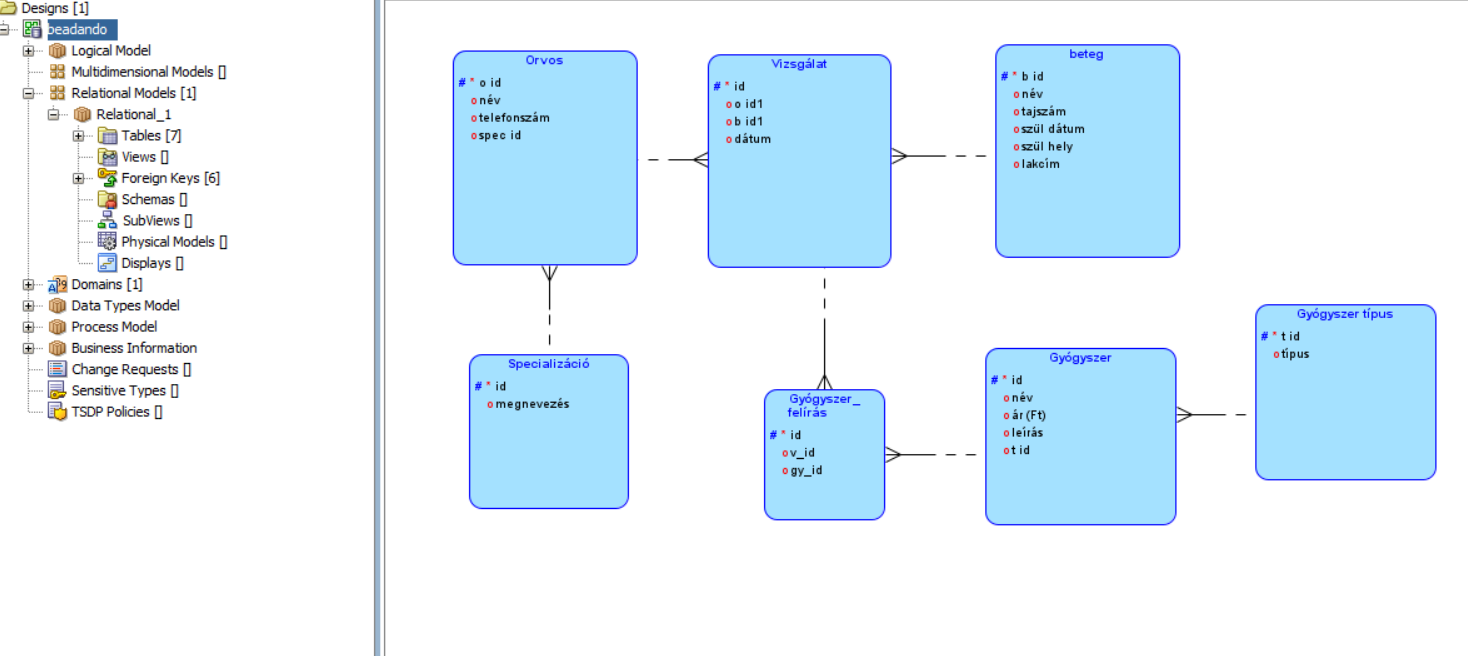 Designs [1]
beadando
Logical Model
Multidimensional Models []
Relational Models [1]
Relational_1
Tables [7]
Views []
Foreign Keys [6]
Schemas []
SubViews []
Physical Models []
Displays []
Domains [1]
Data Types Model
Process Model
Business Information
Change Requests []
Sensitive Types []
TSDP Policies []
Orvos
# * o id
o név
o telefonszám
o spec id
Vizsgálat
# * id
o o id1
o b id1
o dátum
beteg
# * b id
o név
o tajszám
o szül dátum
o szül hely
o lakcím
Specializáció
# * id
o megnevezés
Gyógyszer_
felírás
# * id
o v_id
o gy_id
Gyógyszer
# * id
o név
o ár (Ft)
o leírás
o t id
Gyógyszer típus
# * t id
o típus